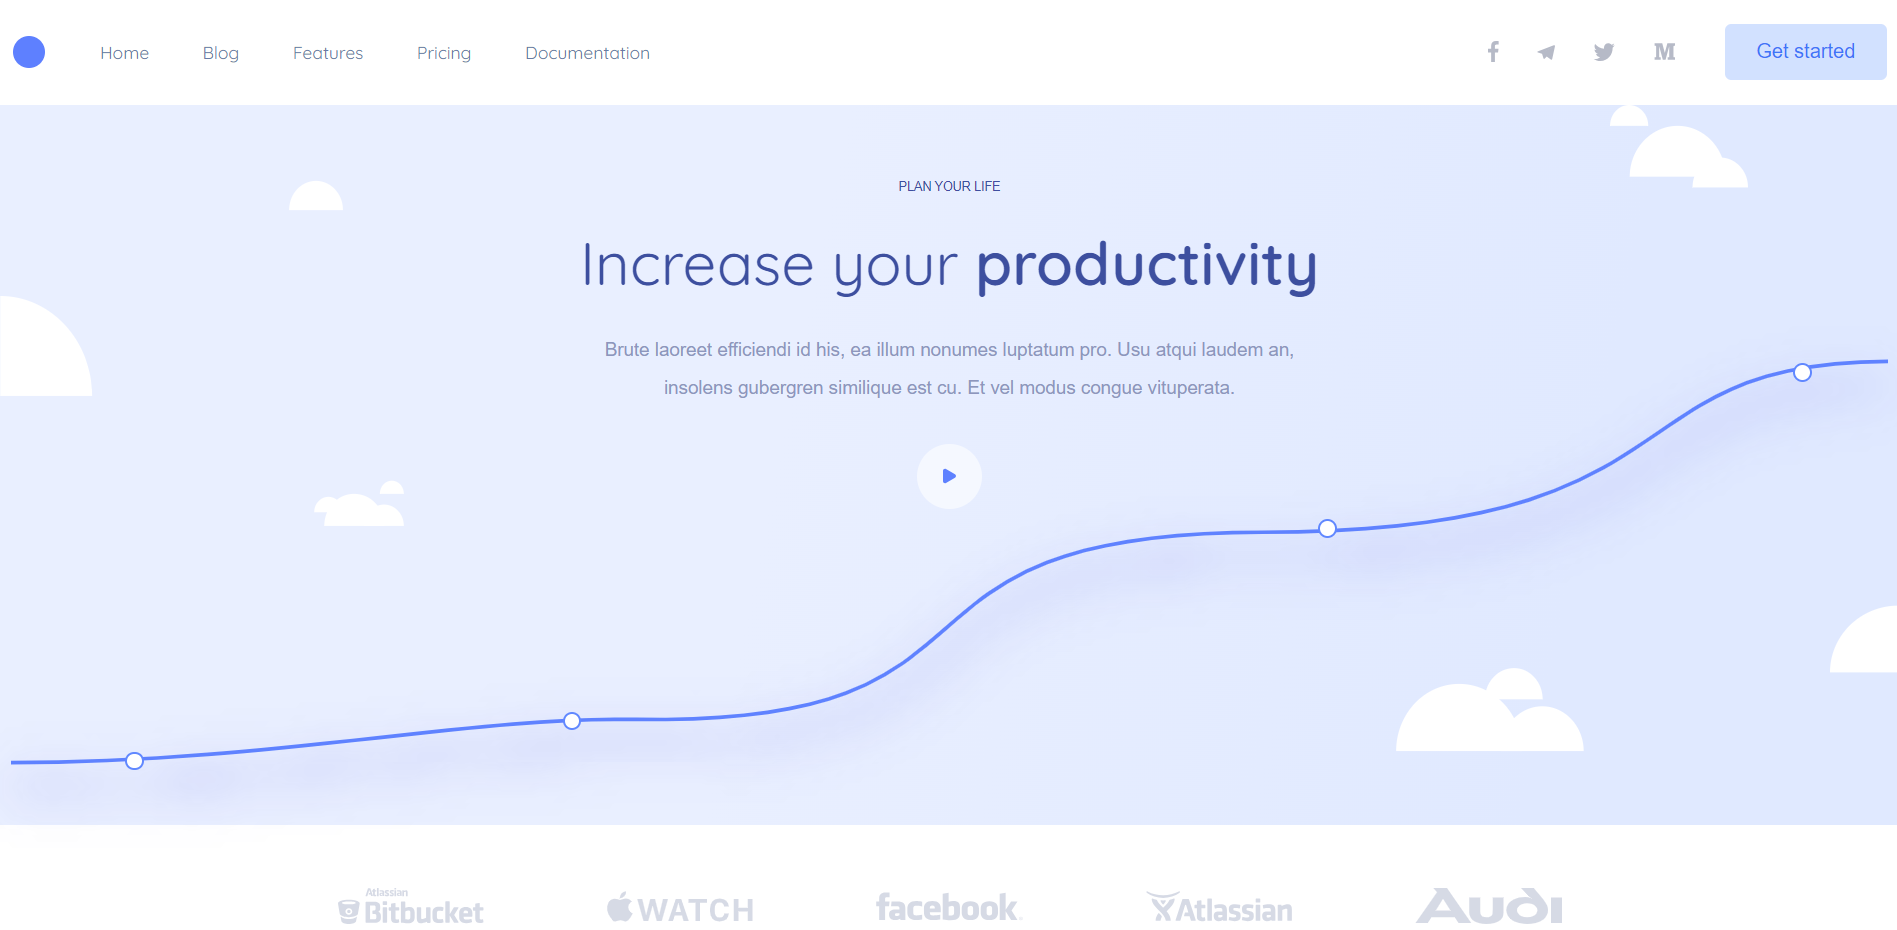 Home Blog Features Pricing Documentation Get started
PLAN YOUR LIFE
Increase your productivity
Brute laoreet efficiendi id his, ea illum nonumes luptatum pro. Usu atqui laudem an,
insolens gubergren similique est cu. Et vel modus congue vituperata.
Atlassian
Bitbucket WATCH facebook Atlassian Audi